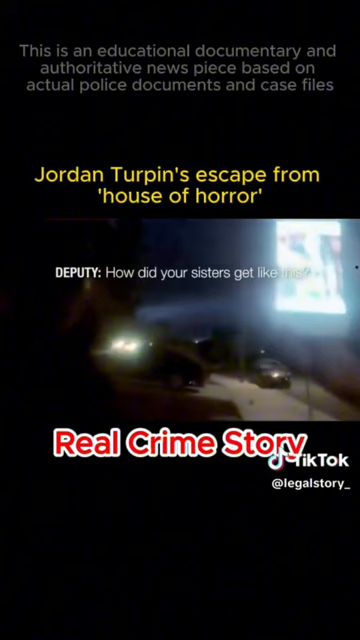 This is an educational documentary and
authoritative news piece based on
actual police documents and case files
Jordan Turpin's escape from
'house of horror'
DEPUTY: How did your sisters get like this?
Real Crime Story
TikTok
@legalstory_